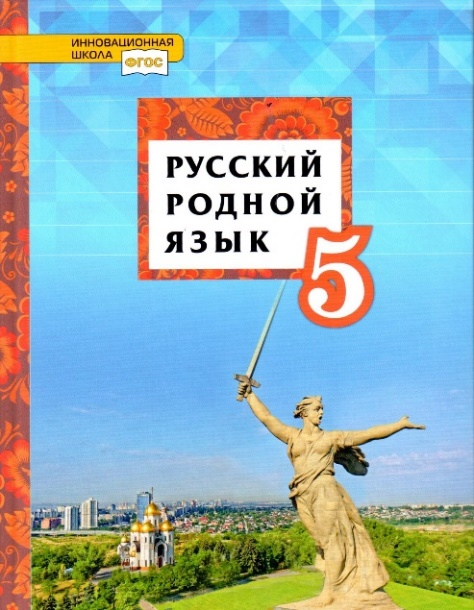 ИННОВАЦИОННАЯ
ШКОЛА
ФГОС
РУССКИЙ
РОДНОЙ
ЯЗЫК
5